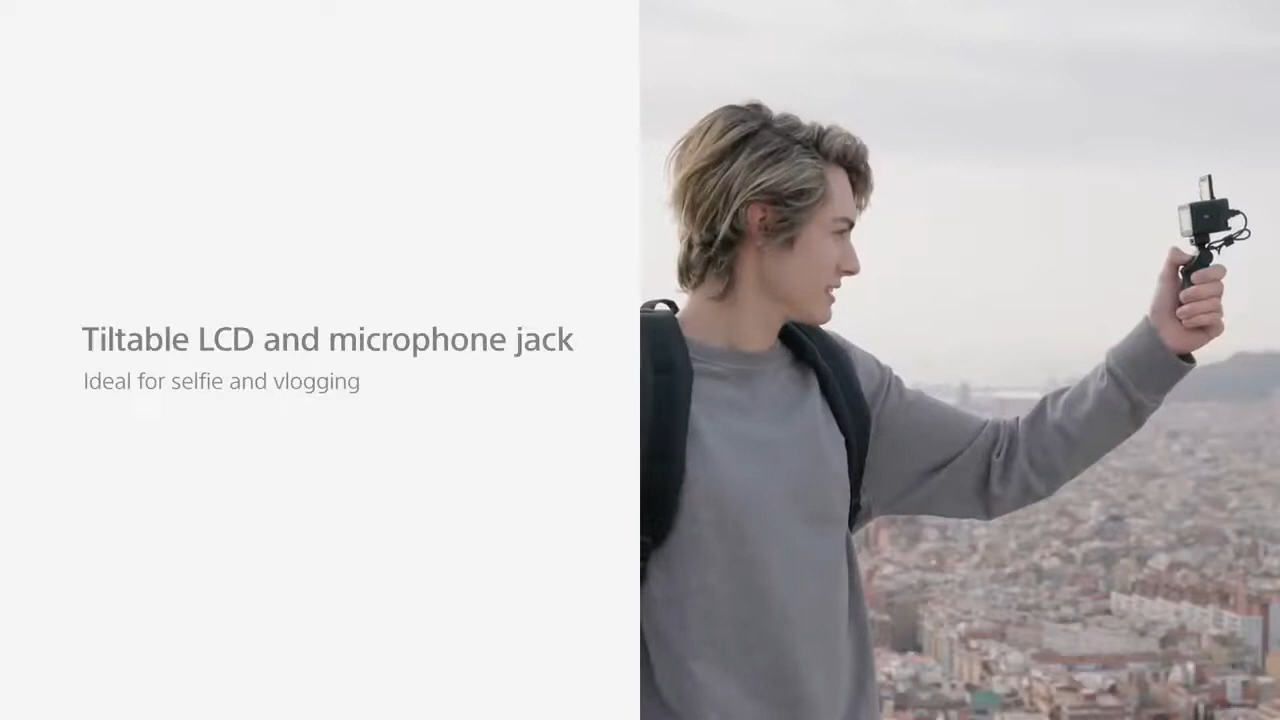 Tiltable LCD and microphone jack
Ideal for selfie and vlogging